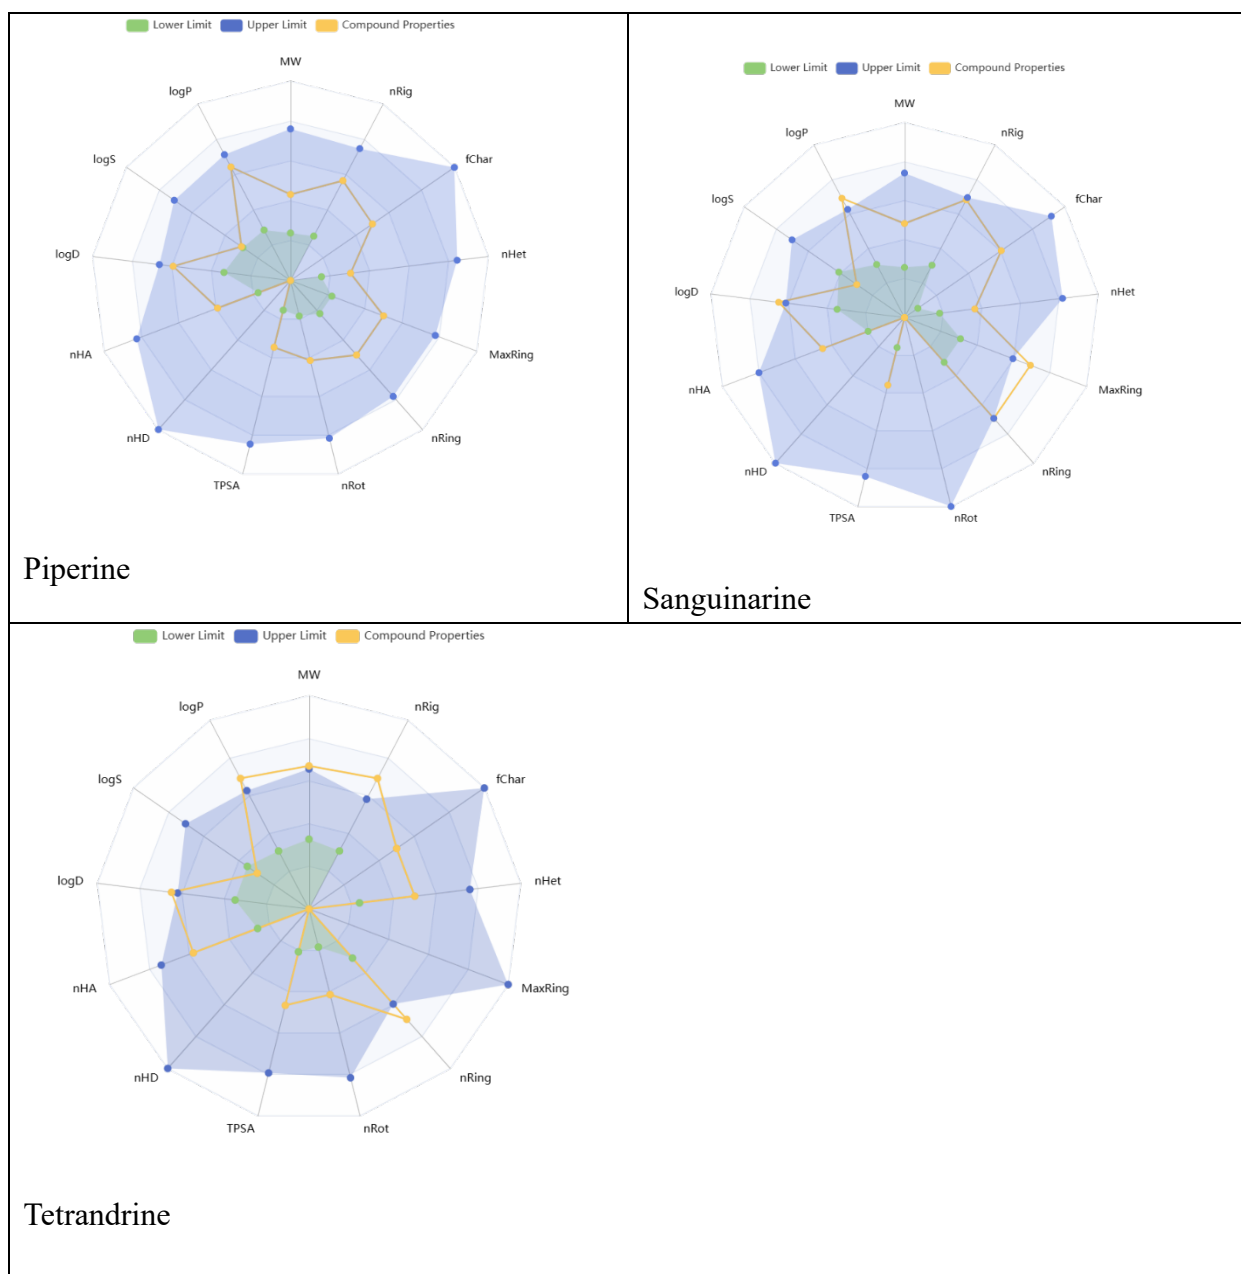 Lower Limit Upper Limit Compound Properties
MW
nRig
fChar
nHet
MaxRing
nRing
nRot
TPSA
nHD
nHA
logD
logS
logP
Piperine
Lower Limit Upper Limit Compound Properties
MW
nRig
fChar
nHet
MaxRing
nRing
nRot
TPSA
nHD
nHA
logD
logS
logP
Sanguinarine
Lower Limit Upper Limit Compound Properties
MW
nRig
fChar
nHet
MaxRing
nRing
nRot
TPSA
nHD
nHA
logD
logS
logP
Tetrandrine